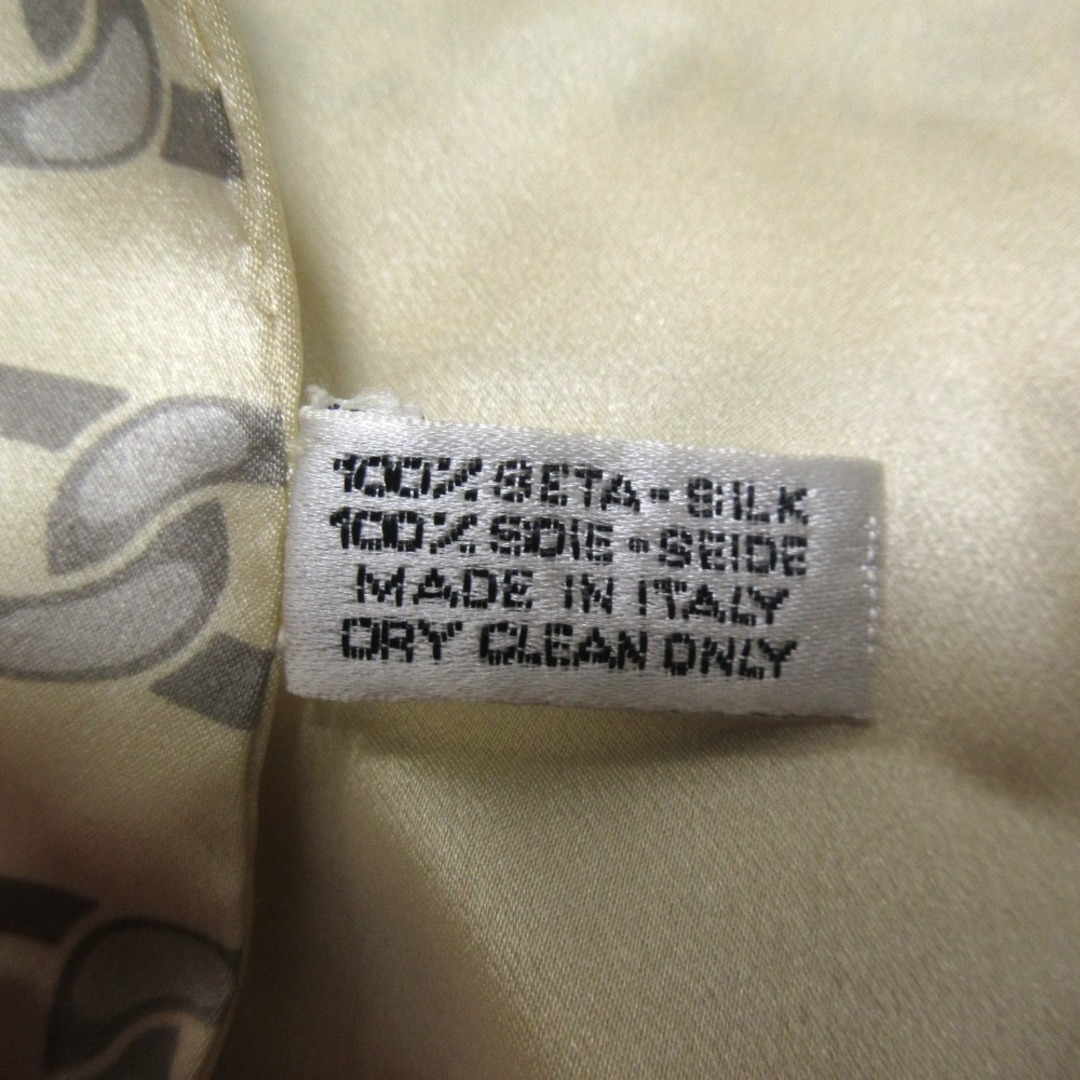 100% SETA - SILK
100% SOIE - SEIDE
MADE IN ITALY
DRY CLEAN ONLY